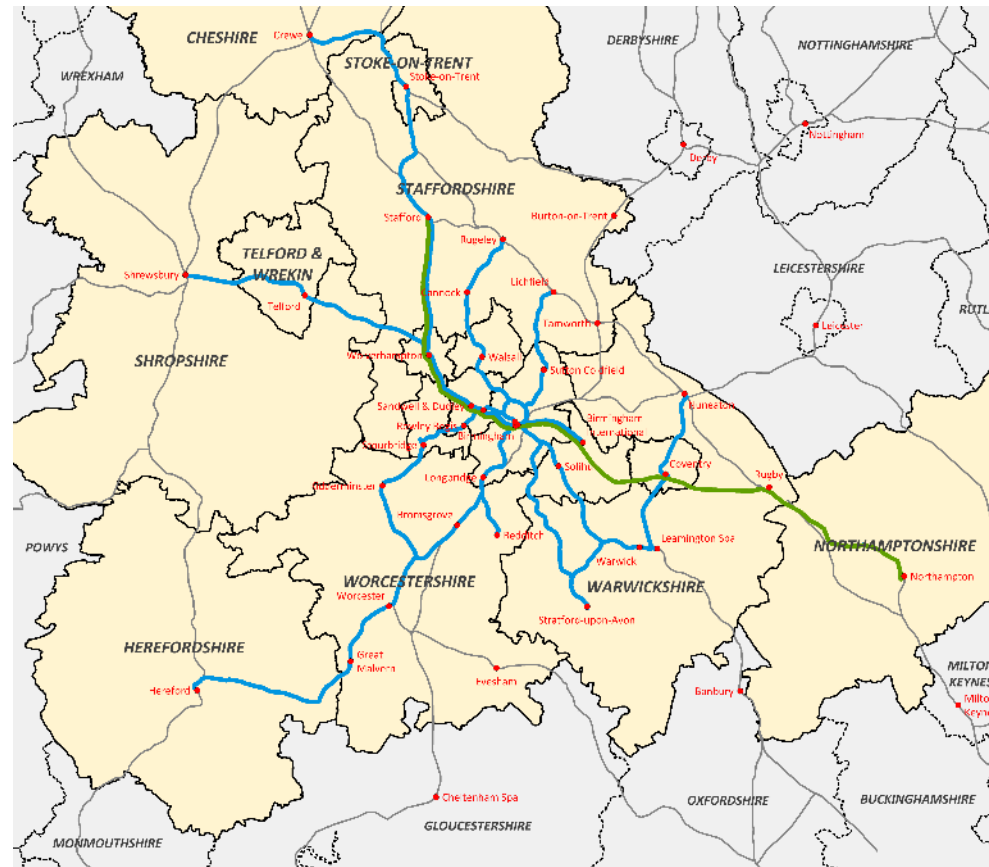 CHESHIRE
Crewe
DERBYSHIRE
NOTTINGHAMSHIRE
WREXHAM
STOKE-ON-TRENT
Stoke-on-Trent
Nottingham
Derby
STAFFORDSHIRE
Stafford
Burton-on-Trent
Rugeley
TELFORD &
WREKIN
Shrewsbury
Telford
Cannock
Lichfield
LEICESTERSHIRE
Tamworth
Leicester
SHROPSHIRE
Wolverhampton
Walsall
Sutton Coldfield
Nuneaton
Sandwell & Dudley
Rowley Regis
Birmingham
Birmingham
International
Stourbridge
Solihull
Coventry
Rugby
Kidderminster
Longbridge
Bromsgrove
Redditch
POWYS
Warwick
Leamington Spa
NORTHAMPTONSHIRE
Northampton
WORCESTERSHIRE
Worcester
WARWICKSHIRE
Stratford-upon-Avon
HEREFORDSHIRE
Great
Malvern
Evesham
Hereford
Banbury
MILTON
KEYNES
Cheltenham Spa
GLOUCESTERSHIRE
OXFORDSHIRE
BUCKINGHAMSHIRE
MONMOUTHSHIRE